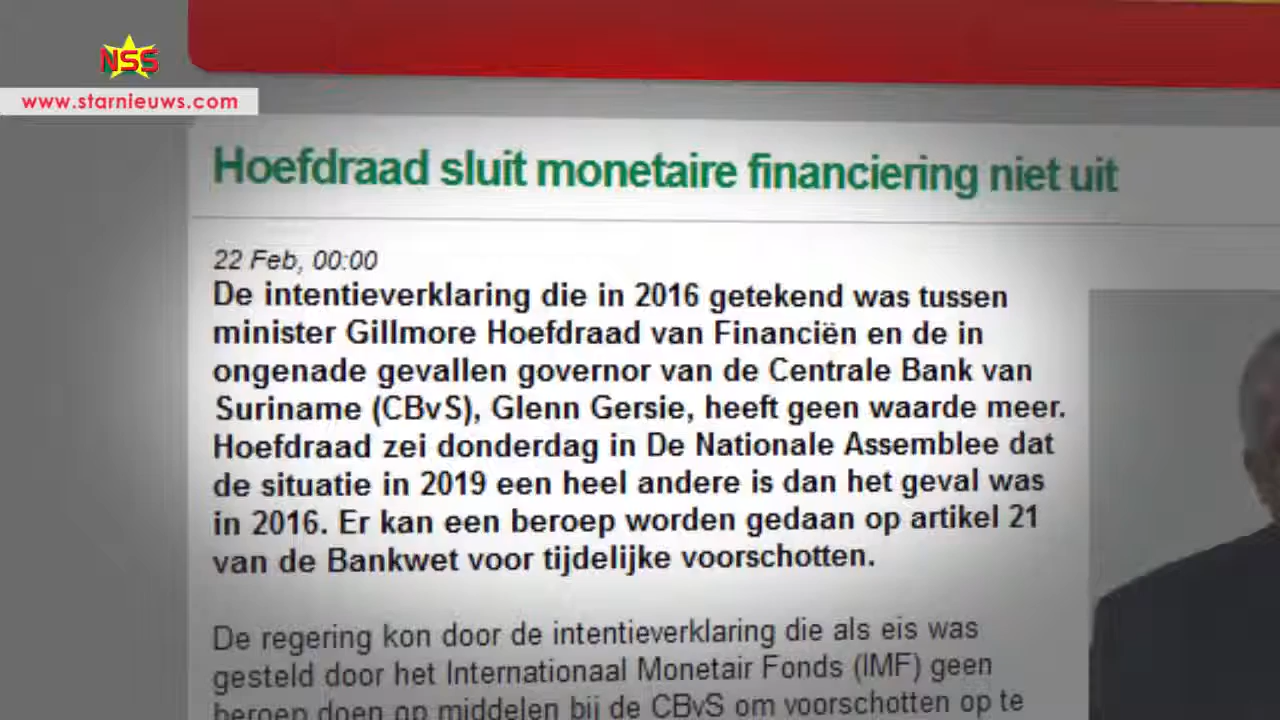 NSS
www.starnieuws.com
Hoefdraad sluit monetaire financiering niet uit
22 Feb, 00:00
De intentieverklaring die in 2016 getekend was tussen
minister Gillmore Hoefdraad van Financiën en de in
ongenade gevallen governor van de Centrale Bank van
Suriname (CBvS), Glenn Gersie, heeft geen waarde meer.
Hoefdraad zei donderdag in De Nationale Assemblee dat
de situatie in 2019 een heel andere is dan het geval was
in 2016. Er kan een beroep worden gedaan op artikel 21
van de Bankwet voor tijdelijke voorschotten.
De regering kon door de intentieverklaring die als eis was
gesteld door het Internationaal Monetair Fonds (IMF) geen
beroep doen op middelen bij de CBvS om voorschotten op te